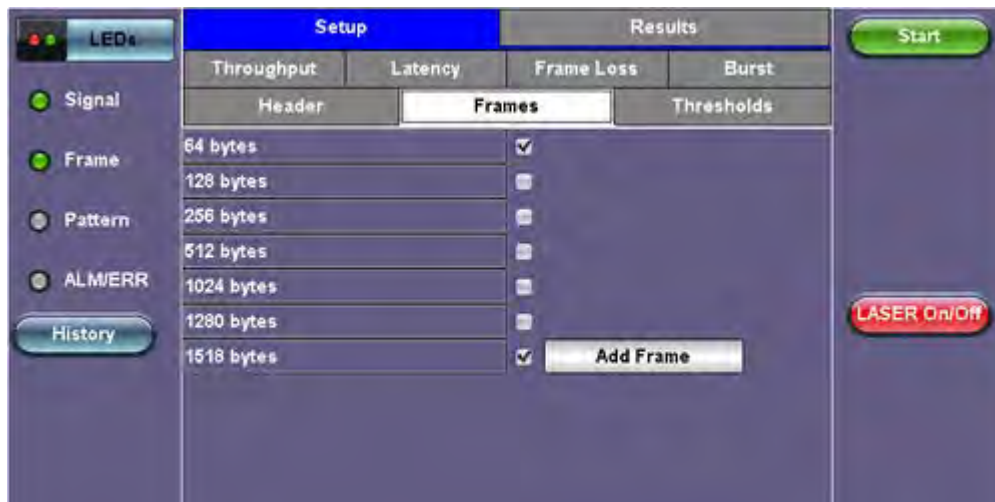 LEDs
Setup
Results
Start
Throughput
Latency
Frame Loss
Burst
Signal
Header
Frames
Thresholds
64 bytes
Frame
128 bytes
Pattern
256 bytes
512 bytes
ALM/ERR
1024 bytes
History
1280 bytes
LASER On/Off
1518 bytes
Add Frame